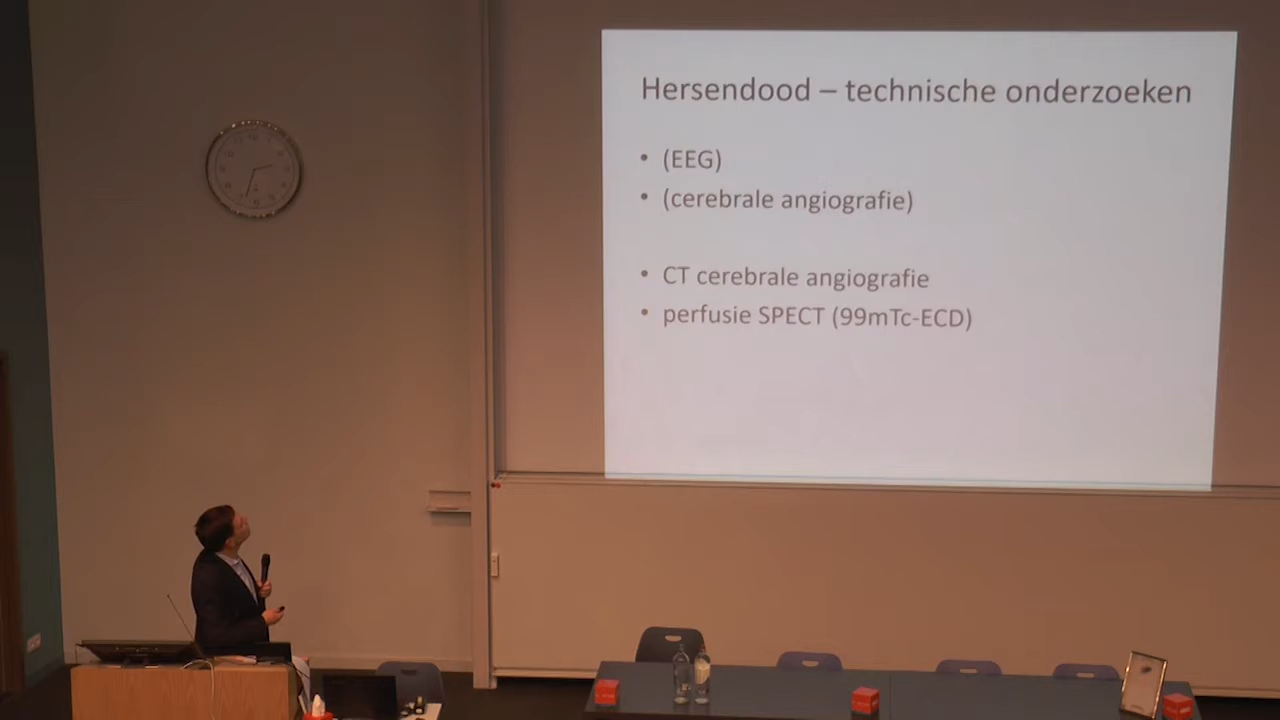 Hersendood – technische onderzoeken
• (EEG)
• (cerebrale angiografie)
• CT cerebrale angiografie
• perfusie SPECT (99mTc-ECD)